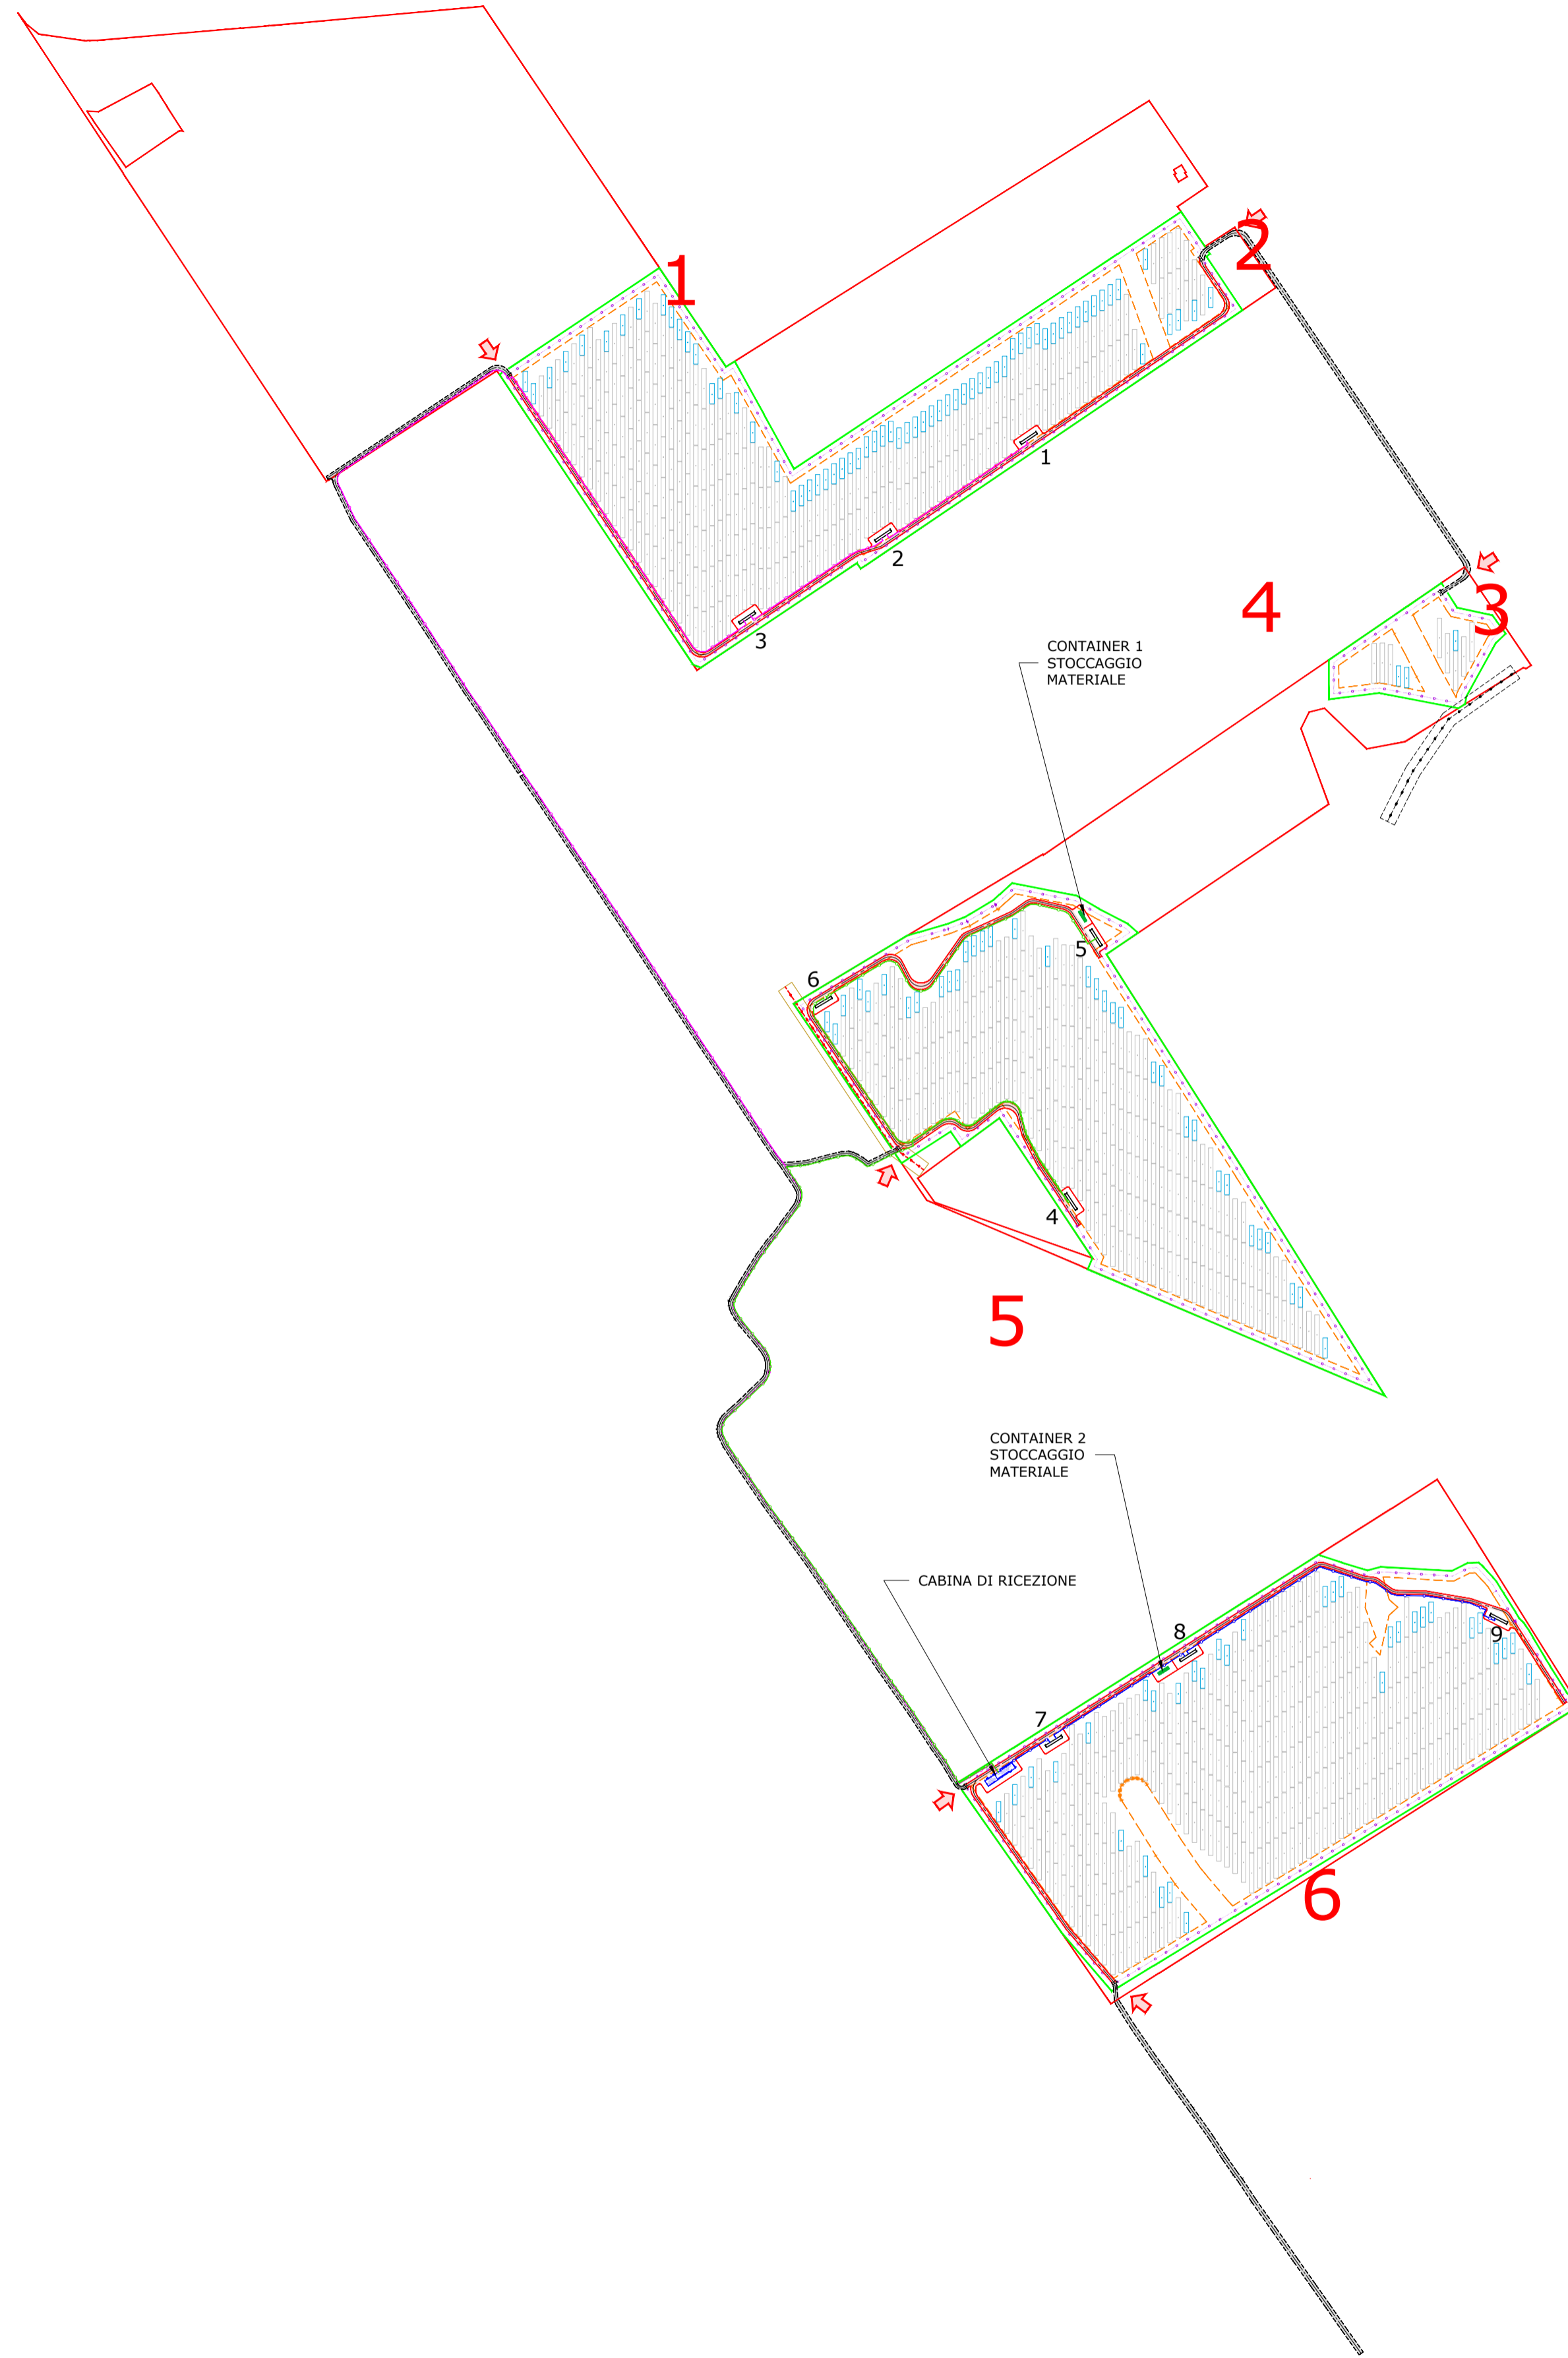 1
2
1
2
3
4
3
CONTAINER 1
STOCCAGGIO
MATERIALE
5
6
4
5
CONTAINER 2
STOCCAGGIO
MATERIALE
CABINA DI RICEZIONE
8
9
7
6